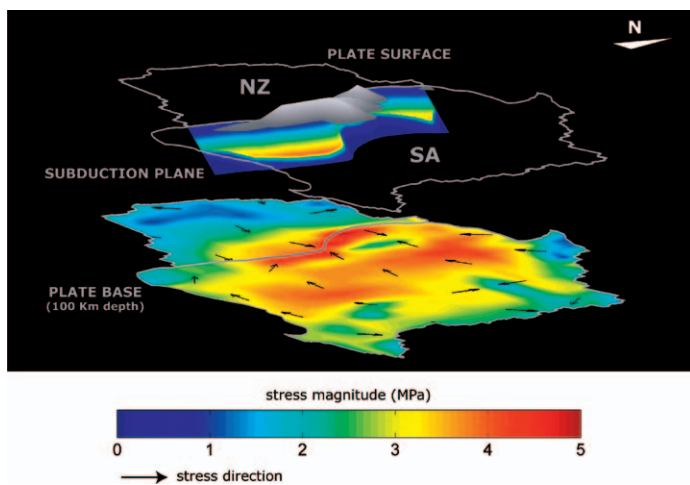 N
PLATE SURFACE
NZ
SA
SUBDUCTION PLANE
PLATE BASE
(100 Km depth)
stress magnitude (MPa)
0 1 2 3 4 5
stress direction